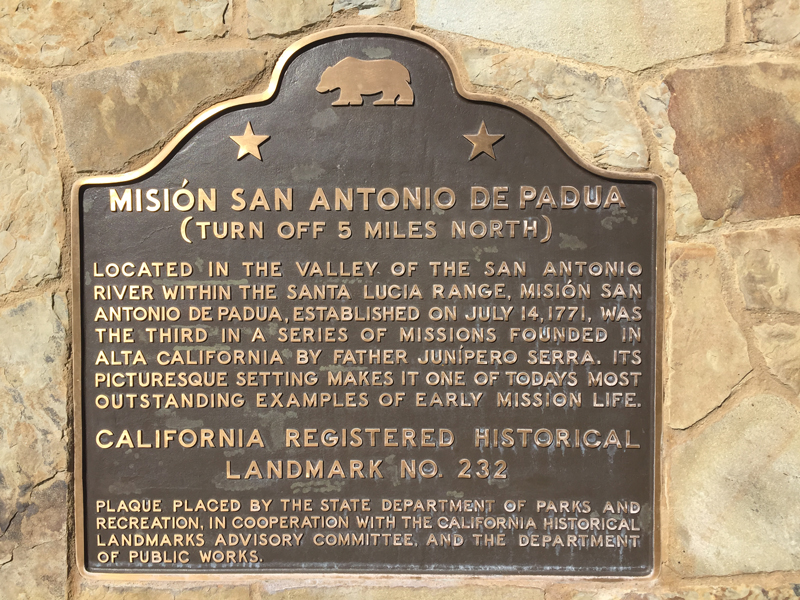 MISIÓN SAN ANTONIO DE PADUA
(TURN OFF 5 MILES NORTH)
LOCATED IN THE VALLEY OF THE SAN ANTONIO
RIVER WITHIN THE SANTA LUCIA RANGE, MISIÓN SAN
ANTONIO DE PADUA, ESTABLISHED ON JULY 14, 1771, WAS
THE THIRD IN A SERIES OF MISSIONS FOUNDED IN
ALTA CALIFORNIA BY FATHER JUNÍPERO SERRA. ITS
PICTURESQUE SETTING MAKES IT ONE OF TODAYS MOST
OUTSTANDING EXAMPLES OF EARLY MISSION LIFE.
CALIFORNIA REGISTERED HISTORICAL
LANDMARK NO. 232
PLAQUE PLACED BY THE STATE DEPARTMENT OF PARKS AND
RECREATION, IN COOPERATION WITH THE CALIFORNIA HISTORICAL
LANDMARKS ADVISORY COMMITTEE, AND THE DEPARTMENT
OF PUBLIC WORKS.